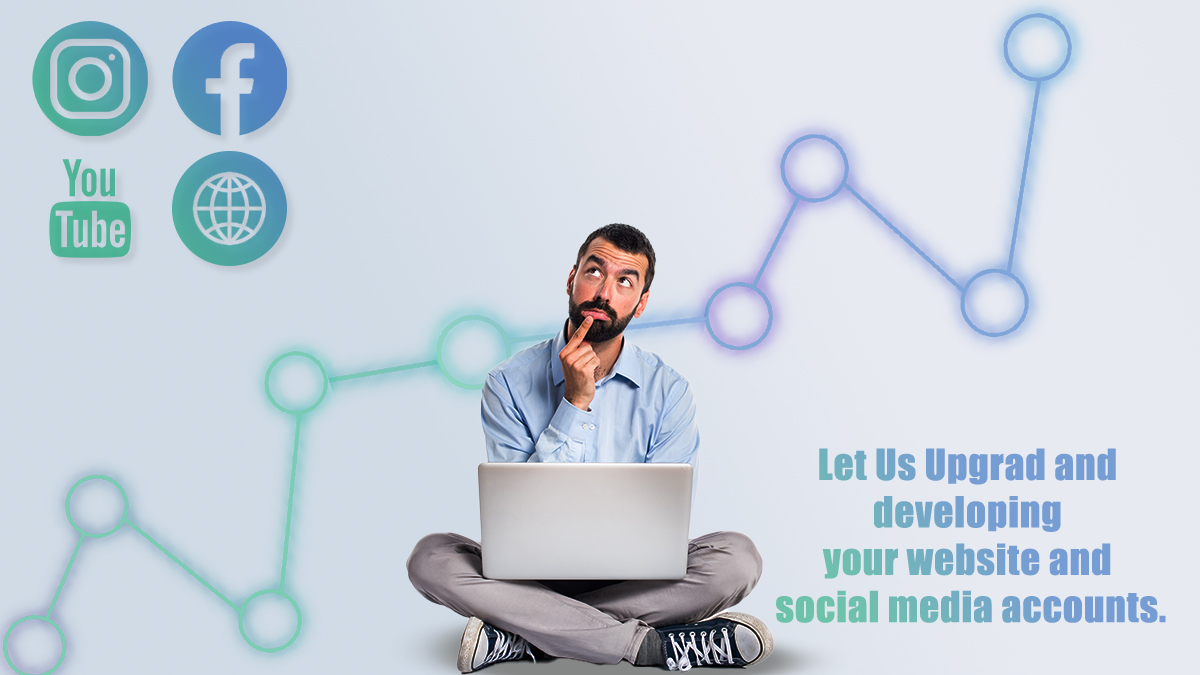 You
Tube
Let Us Upgrad and
developing
your website and
social media accounts.